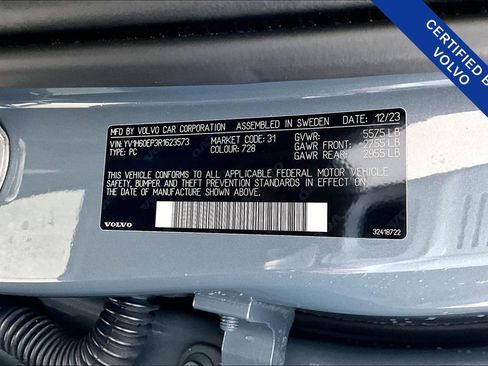 CERTIFIED BY
VOLVO
MFD. BY VOLVO CAR CORPORATION ASSEMBLED IN SWEDEN 12/23
VIN: YV1H60EP3R1623573 MARKET CODE: 31 GVWR: 5575 LB
TYPE: PC COLOUR: 728 GAWR FRONT: 2765 LB
GAWR REAR: 2965 LB
THIS VEHICLE CONFORMS TO ALL APPLICABLE FEDERAL MOTOR VEHICLE
SAFETY, BUMPER AND THEFT PREVENTION STANDARDS IN EFFECT ON THE
DATE OF MANUFACTURE SHOWN ABOVE.
VOLVO 32418722